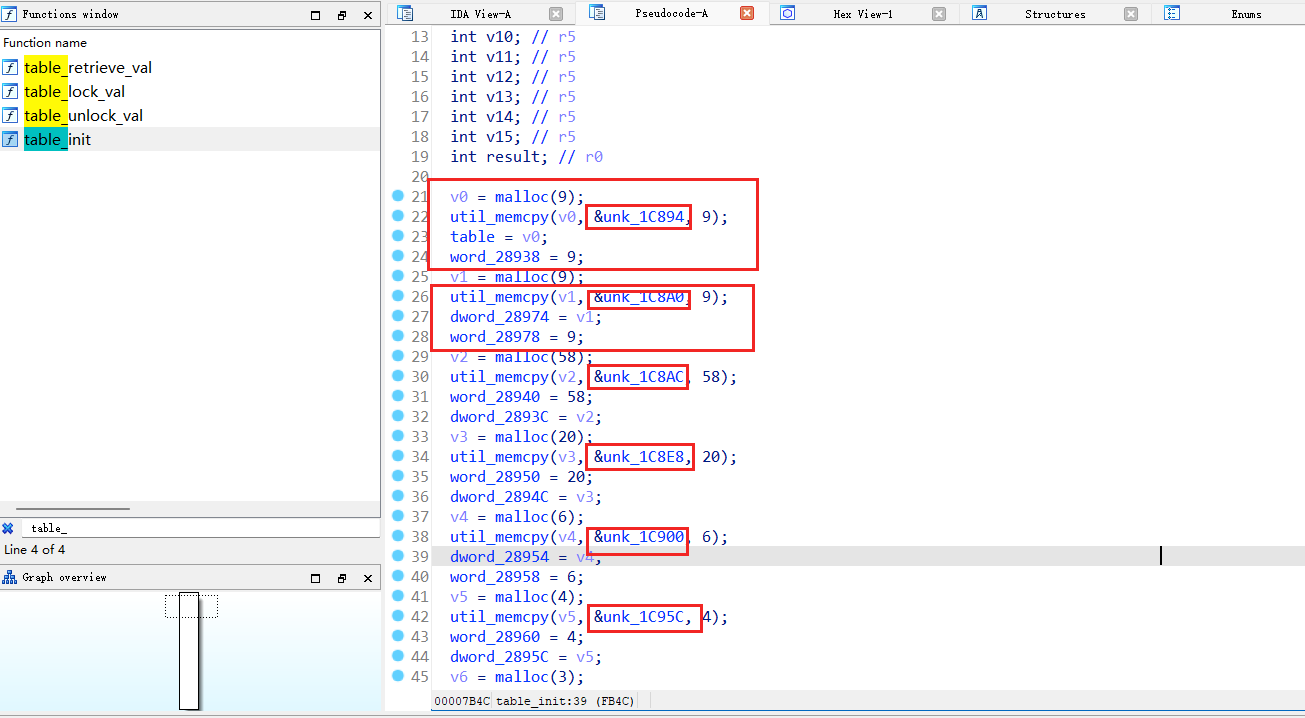 Functions window
Function name
f table_retrieve_val
f table_lock_val
f table_unlock_val
f table_init
table_
Line 4 of 4
Graph overview
IDA View-A
Pseudocode-A
Hex View-1
Structures
Enums
13 int v10; // r5
14 int v11; // r5
15 int v12; // r5
16 int v13; // r5
17 int v14; // r5
18 int v15; // r5
19 int result; // r0
20
21 v0 = malloc(9);
22 util_memcpy(v0, &unk_1C894, 9);
23 table = v0;
24 word_28938 = 9;
25 v1 = malloc(9);
26 util_memcpy(v1, &unk_1C8A0, 9);
27 dword_28974 = v1;
28 word_28978 = 9;
29 v2 = malloc(58);
30 util_memcpy(v2, &unk_1C8AC, 58);
31 word_28940 = 58;
32 dword_2893C = v2;
33 v3 = malloc(20);
34 util_memcpy(v3, &unk_1C8E8, 20);
35 word_28950 = 20;
36 dword_2894C = v3;
37 v4 = malloc(6);
38 util_memcpy(v4, &unk_1C900, 6);
39 dword_28954 = v4;
40 word_28958 = 6;
41 v5 = malloc(4);
42 util_memcpy(v5, &unk_1C95C, 4);
43 word_28960 = 4;
44 dword_2895C = v5;
45 v6 = malloc(3);
00007B4C table_init:39 (FB4C)